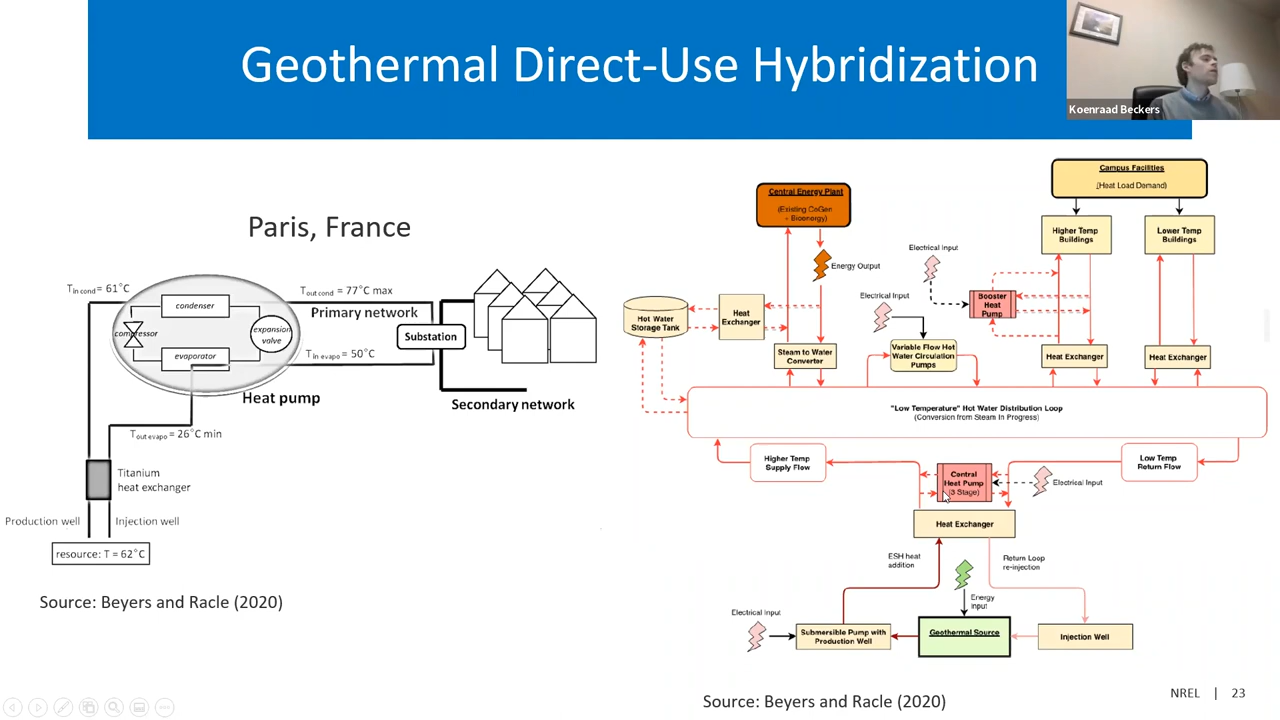 Geothermal Direct-Use Hybridization
Koenraad Beckers
Paris, France
T in cond = 61°C
condenser
compressor
expansion
valve
evaporator
T out cond = 77°C max
Primary network
T in evapo = 50°C
Heat pump
T out evapo = 26°C min
Substation
Secondary network
Titanium
heat exchanger
Production well
Injection well
resource: T = 62°C
Source: Beyers and Racle (2020)
Central Energy Plant
(Existing CoGen
+ Bioenergy)
Energy Output
Campus Facilities
(Heat Load Demand)
Higher Temp
Buildings
Lower Temp
Buildings
Electrical Input
Booster
Heat
Pump
Electrical Input
Hot Water
Storage Tank
Heat
Exchanger
Steam to Water
Converter
Variable Flow Hot
Water Circulation
Pumps
Heat Exchanger
Heat Exchanger
"Low Temperature" Hot Water Distribution Loop
(Conversion from Steam In Progress)
Higher Temp
Supply Flow
Central
Heat Pump
(3 Stage)
Electrical Input
Low Temp
Return Flow
Heat Exchanger
ESH heat
addition
Return Loop
re-injection
Energy
Input
Electrical Input
Submersible Pump with
Production Well
Geothermal Source
Injection Well
Source: Beyers and Racle (2020)
NREL | 23